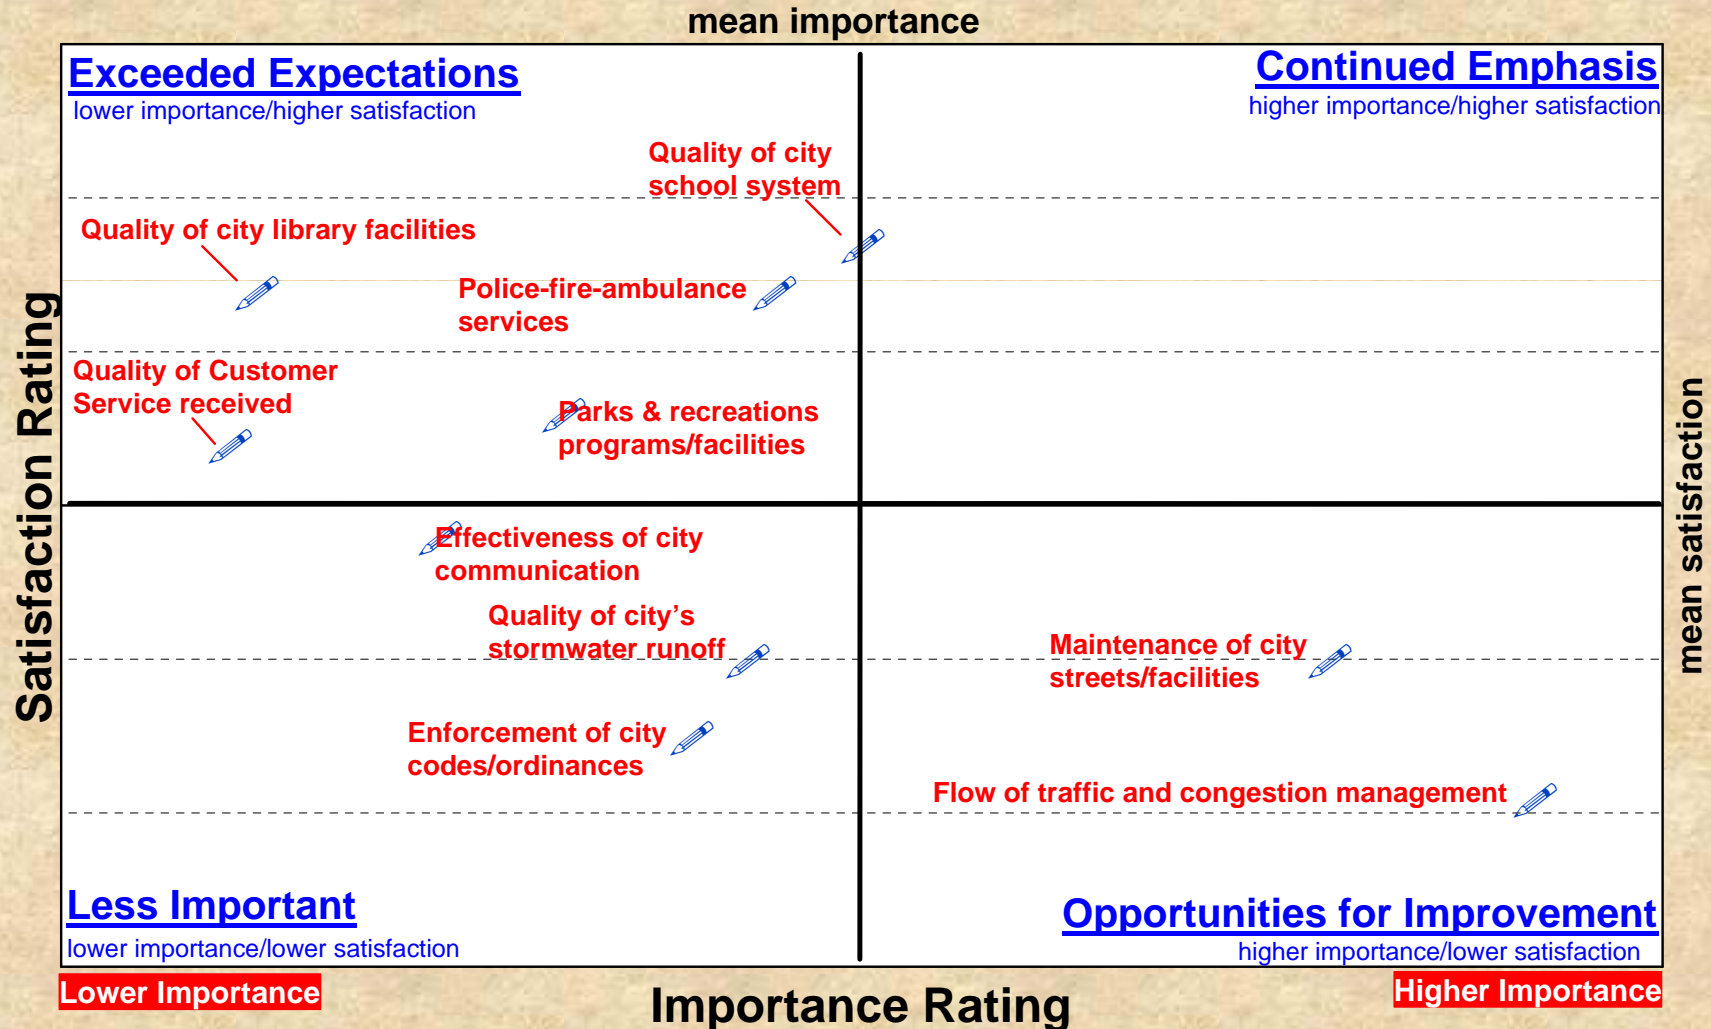 mean importance
Exceeded Expectations
lower importance/higher satisfaction
Continued Emphasis
higher importance/higher satisfaction
Quality of city
school system
Quality of city library facilities
Police-fire-ambulance
services
Quality of Customer
Service received
Parks & recreations
programs/facilities
Satisfaction Rating
mean satisfaction
Effectiveness of city
communication
Quality of city’s
stormwater runoff
Maintenance of city
streets/facilities
Enforcement of city
codes/ordinances
Flow of traffic and congestion management
Less Important
lower importance/lower satisfaction
Opportunities for Improvement
higher importance/lower satisfaction
Lower Importance
Importance Rating
Higher Importance